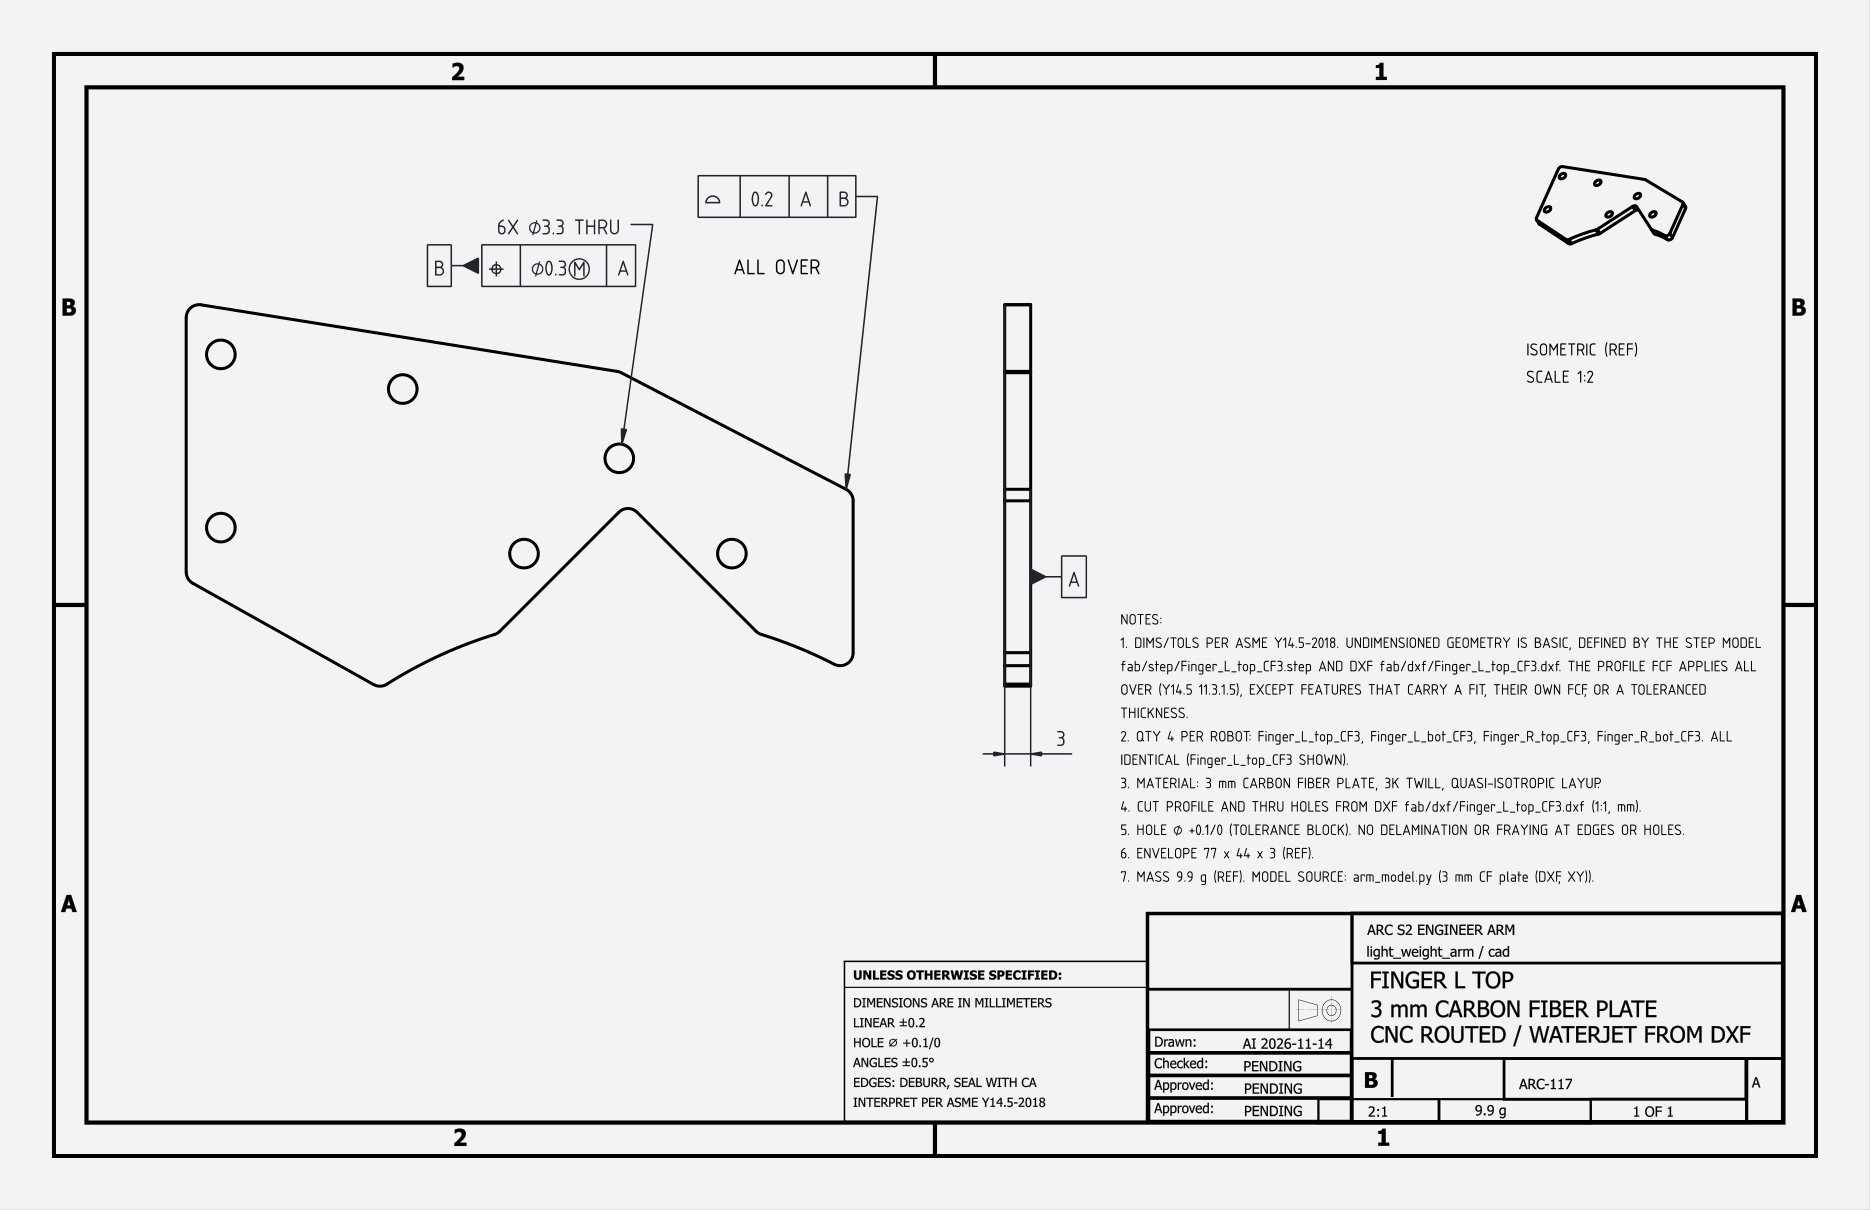 2
1
B
B
A
A
2
1
6X ⌀3.3 THRU
B
⌖ ⌀0.3Ⓜ A
⌓ 0.2 A B
ALL OVER
A
3
ISOMETRIC (REF)
SCALE 1:2
NOTES:
1. DIMS/TOLS PER ASME Y14.5-2018. UNDIMENSIONED GEOMETRY IS BASIC, DEFINED BY THE STEP MODEL
fab/step/Finger_L_top_CF3.step AND DXF fab/dxf/Finger_L_top_CF3.dxf. THE PROFILE FCF APPLIES ALL
OVER (Y14.5 11.3.1.5), EXCEPT FEATURES THAT CARRY A FIT, THEIR OWN FCF, OR A TOLERANCED
THICKNESS.
2. QTY 4 PER ROBOT: Finger_L_top_CF3, Finger_L_bot_CF3, Finger_R_top_CF3, Finger_R_bot_CF3. ALL
IDENTICAL (Finger_L_top_CF3 SHOWN).
3. MATERIAL: 3 mm CARBON FIBER PLATE, 3K TWILL, QUASI-ISOTROPIC LAYUP.
4. CUT PROFILE AND THRU HOLES FROM DXF fab/dxf/Finger_L_top_CF3.dxf (1:1, mm).
5. HOLE ⌀ +0.1/0 (TOLERANCE BLOCK). NO DELAMINATION OR FRAYING AT EDGES OR HOLES.
6. ENVELOPE 77 x 44 x 3 (REF).
7. MASS 9.9 g (REF). MODEL SOURCE: arm_model.py (3 mm CF plate (DXF, XY)).
UNLESS OTHERWISE SPECIFIED:
DIMENSIONS ARE IN MILLIMETERS
LINEAR ±0.2
HOLE ⌀ +0.1/0
ANGLES ±0.5°
EDGES: DEBURR, SEAL WITH CA
INTERPRET PER ASME Y14.5-2018
Drawn: AI 2026-11-14
Checked: PENDING
Approved: PENDING
Approved: PENDING
ARC S2 ENGINEER ARM
light_weight_arm / cad
FINGER L TOP
3 mm CARBON FIBER PLATE
CNC ROUTED / WATERJET FROM DXF
B ARC-117 A
2:1 9.9 g 1 OF 1